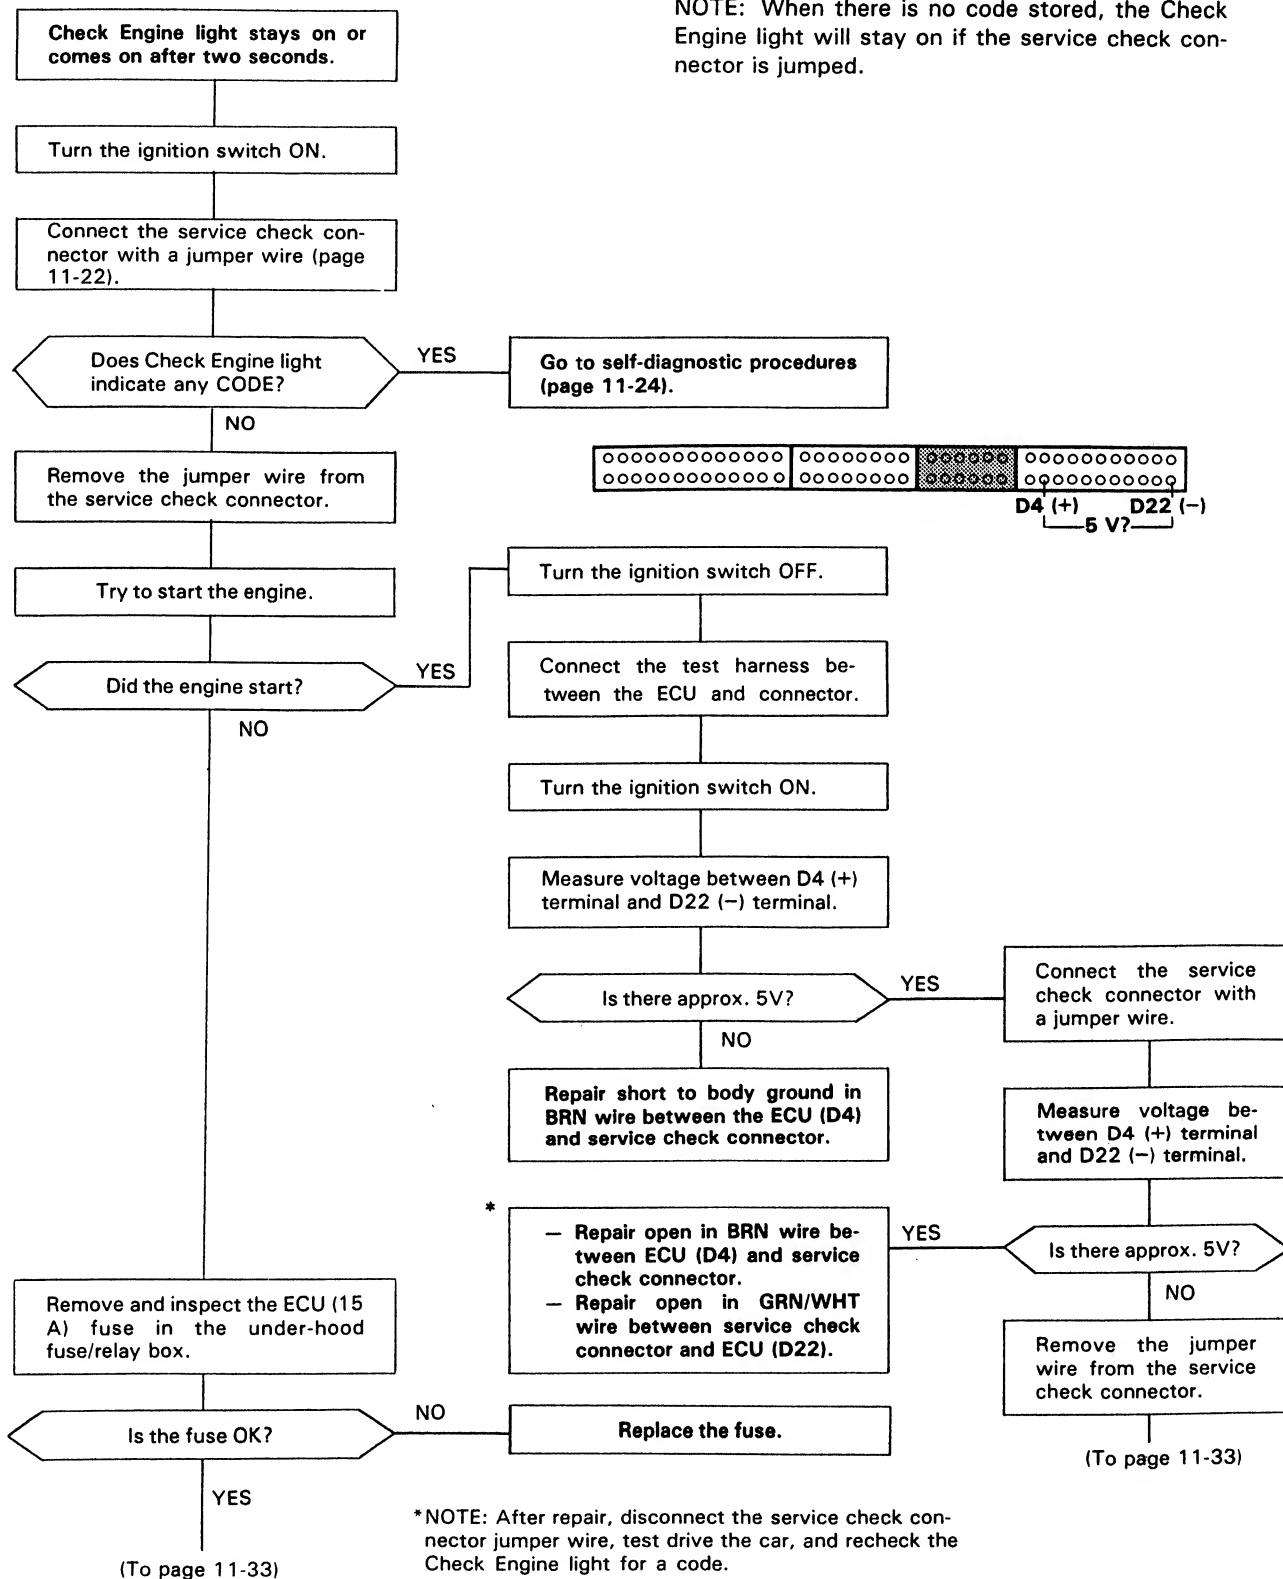 NOTE: When there is no code stored, the Check
Engine light will stay on if the service check con-
nector is jumped.
Check Engine light stays on or
comes on after two seconds.
Turn the ignition switch ON.
Connect the service check con-
nector with a jumper wire (page
11-22).
Does Check Engine light
indicate any CODE?
YES
Go to self-diagnostic procedures
(page 11-24).
NO
Remove the jumper wire from
the service check connector.
D4 (+)
D22 (−)
5 V?
Try to start the engine.
Did the engine start?
YES
NO
Turn the ignition switch OFF.
Connect the test harness be-
tween the ECU and connector.
Turn the ignition switch ON.
Measure voltage between D4 (+)
terminal and D22 (−) terminal.
Is there approx. 5V?
YES
NO
Connect the service
check connector with
a jumper wire.
Repair short to body ground in
BRN wire between the ECU (D4)
and service check connector.
Measure voltage be-
tween D4 (+) terminal
and D22 (−) terminal.
Is there approx. 5V?
YES
NO
*
— Repair open in BRN wire be-
tween ECU (D4) and service
check connector.
— Repair open in GRN/WHT
wire between service check
connector and ECU (D22).
Remove the jumper
wire from the service
check connector.
(To page 11-33)
Remove and inspect the ECU (15
A) fuse in the under-hood
fuse/relay box.
Is the fuse OK?
NO
Replace the fuse.
YES
(To page 11-33)
*NOTE: After repair, disconnect the service check con-
nector jumper wire, test drive the car, and recheck the
Check Engine light for a code.